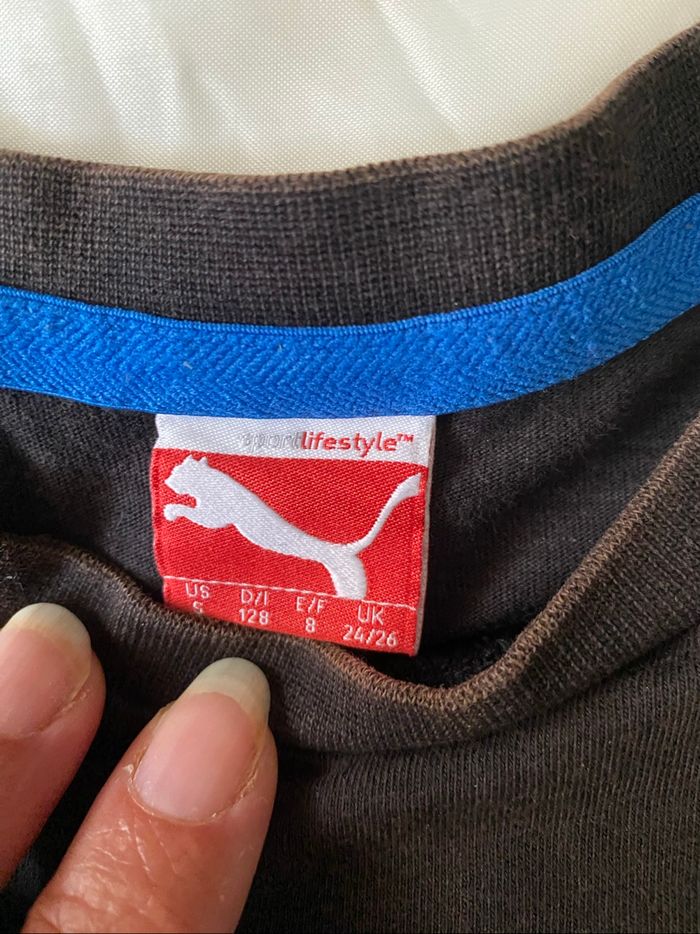 sportlifestyle™
US D/I E/F UK
S 128 8 24/26